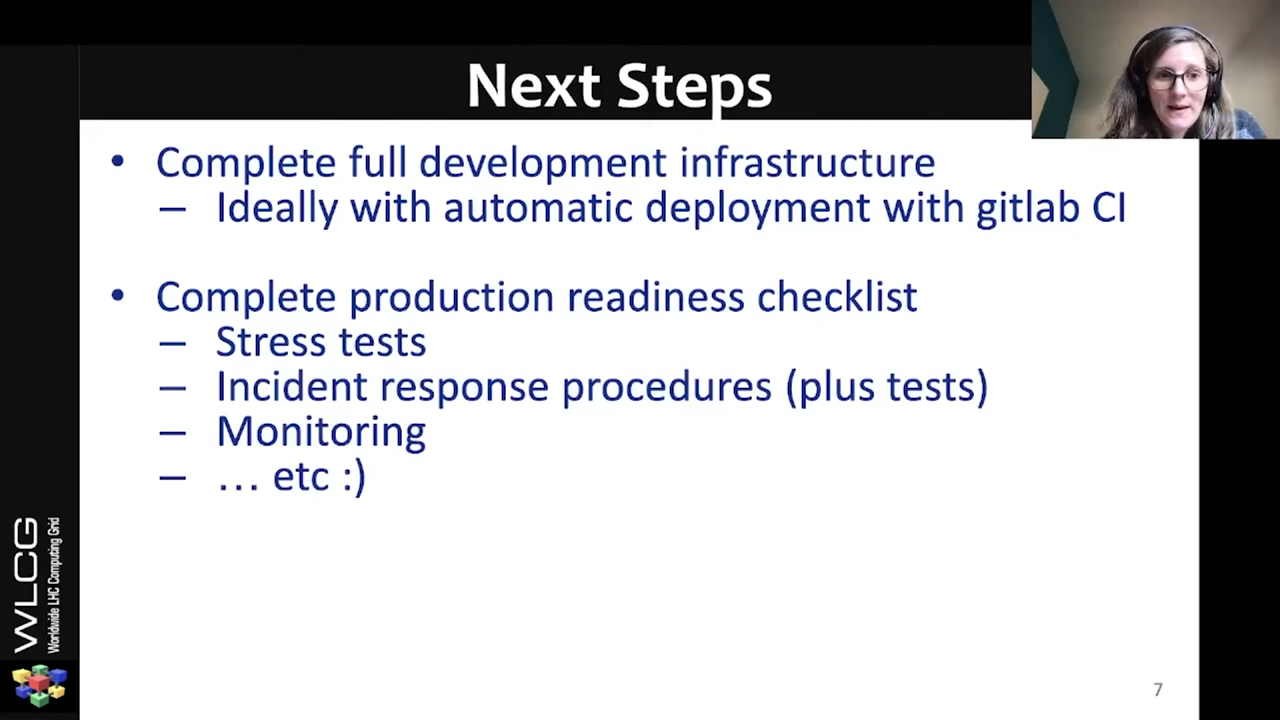 Next Steps
• Complete full development infrastructure
– Ideally with automatic deployment with gitlab CI
• Complete production readiness checklist
– Stress tests
– Incident response procedures (plus tests)
– Monitoring
– … etc :)
WLCG
Worldwide LHC Computing Grid
7